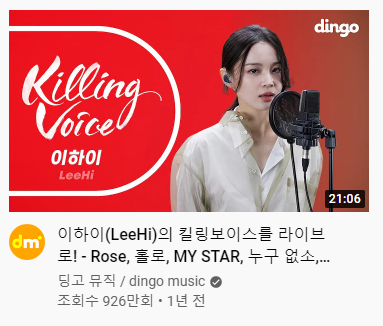 dingo
Killing
Voice
이하이
LeeHi
21:06
dm
이하이(LeeHi)의 킬링보이스를 라이브
로! - Rose, 홀로, MY STAR, 누구 없소,...
딩고 뮤직 / dingo music
조회수 926만회 • 1년 전